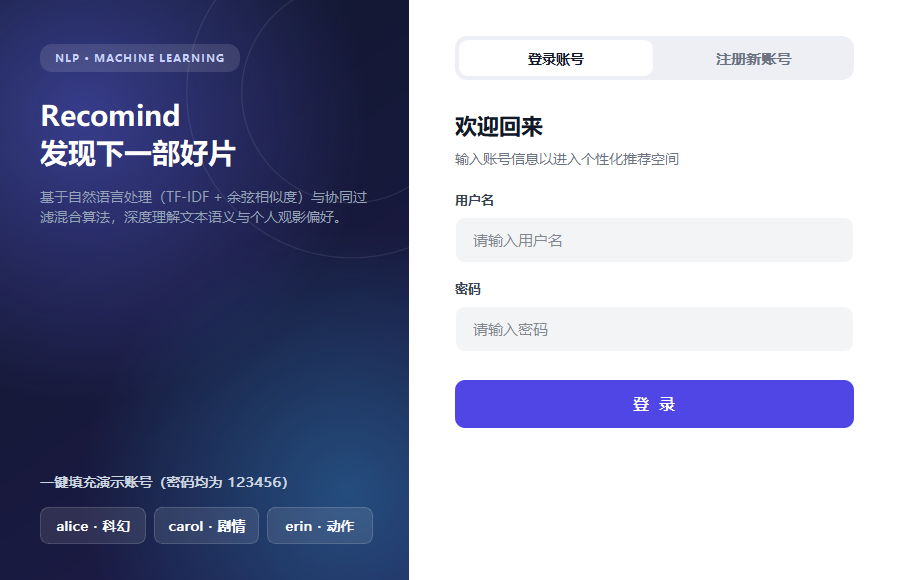 NLP • MACHINE LEARNING
Recomind
发现下一部好片
基于自然语言处理（TF-IDF + 余弦相似度）与协同过
滤混合算法，深度理解文本语义与个人观影偏好。
一键填充演示账号（密码均为 123456）
alice · 科幻
carol · 剧情
erin · 动作
登录账号
注册新账号
欢迎回来
输入账号信息以进入个性化推荐空间
用户名
请输入用户名
密码
请输入密码
登 录